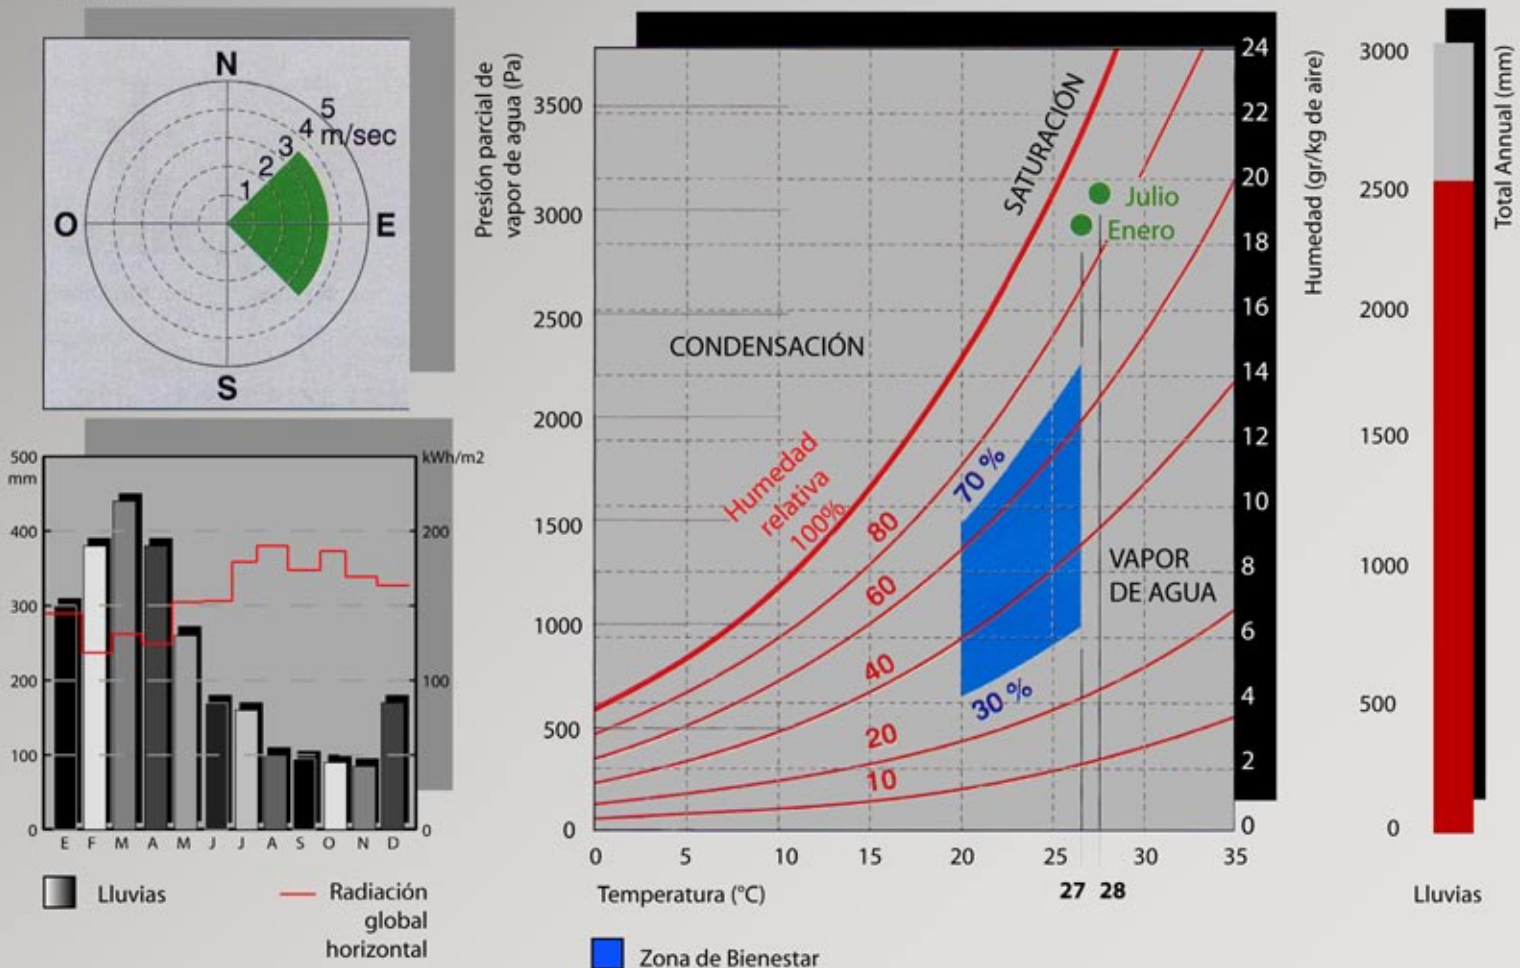 N
5
4 m/sec
3
2
1
O
E
S
500
mm
400
300
200
100
0
kWh/m2
200
100
0
E F M A M J J A S O N D
Lluvias
Radiación
global
horizontal
Presión parcial de
vapor de agua (Pa)
3500
3000
2500
2000
1500
1000
500
0
SATURACIÓN
Julio
Enero
CONDENSACIÓN
Humedad
relativa
100%
80
60
40
20
10
70 %
30 %
VAPOR
DE AGUA
24
22
20
18
16
14
12
10
8
6
4
2
0
Humedad (gr/kg de aire)
0 5 10 15 20 25 30 35
Temperatura (°C)
27 28
Zona de Bienestar
3000
2500
2000
1500
1000
500
0
Total Annual (mm)
Lluvias